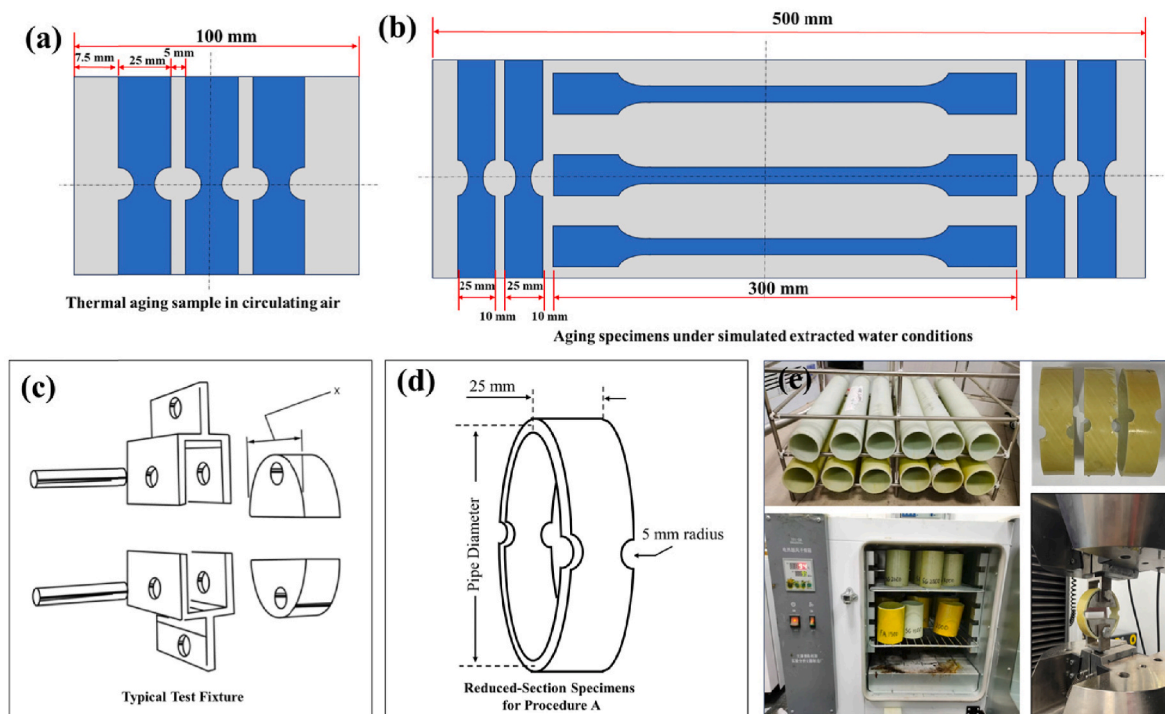 (a)
100 mm
7.5 mm
25 mm
5 mm
Thermal aging sample in circulating air
(b)
500 mm
25 mm
25 mm
10 mm
10 mm
300 mm
Aging specimens under simulated extracted water conditions
(c)
x
Typical Test Fixture
(d)
25 mm
Pipe Diameter
5 mm radius
Reduced-Section Specimens
for Procedure A
(e)